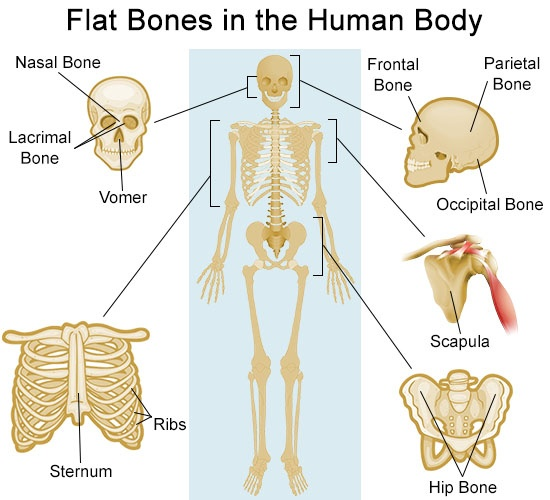 Flat Bones in the Human Body
Nasal Bone
Lacrimal
Bone
Vomer
Frontal
Bone
Parietal
Bone
Occipital Bone
Scapula
Ribs
Sternum
Hip Bone